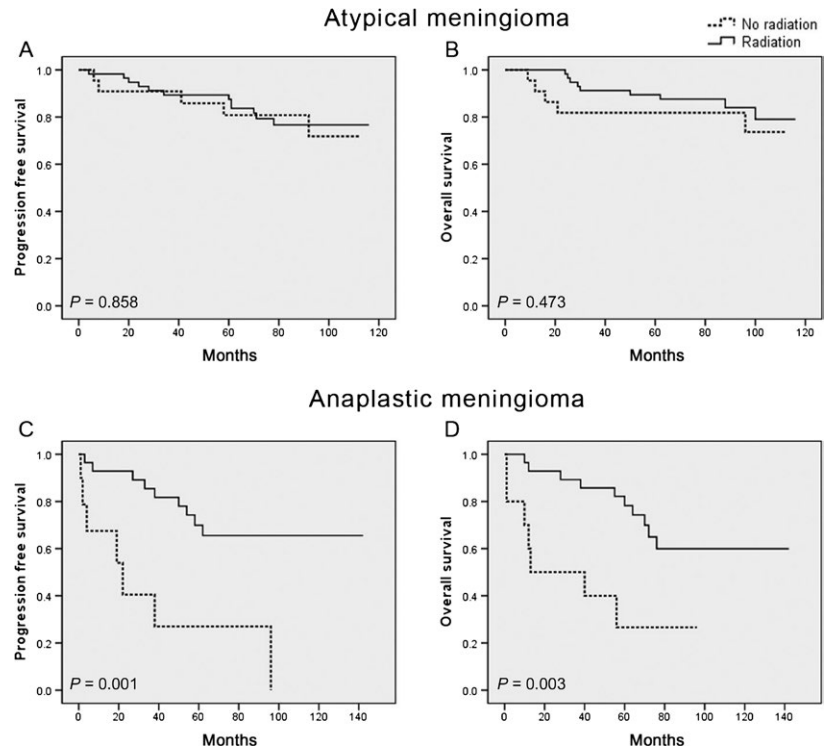 Atypical meningioma
No radiation
Radiation
A
1.0
0.8
0.6
0.4
0.2
0.0
Progression free survival
P = 0.858
0 20 40 60 80 100 120
Months
B
1.0
0.8
0.6
0.4
0.2
0.0
Overall survival
P = 0.473
0 20 40 60 80 100 120
Months
Anaplastic meningioma
C
1.0
0.8
0.6
0.4
0.2
0.0
Progression free survival
P = 0.001
0 20 40 60 80 100 120 140
Months
D
1.0
0.8
0.6
0.4
0.2
0.0
Overall survival
P = 0.003
0 20 40 60 80 100 120 140
Months